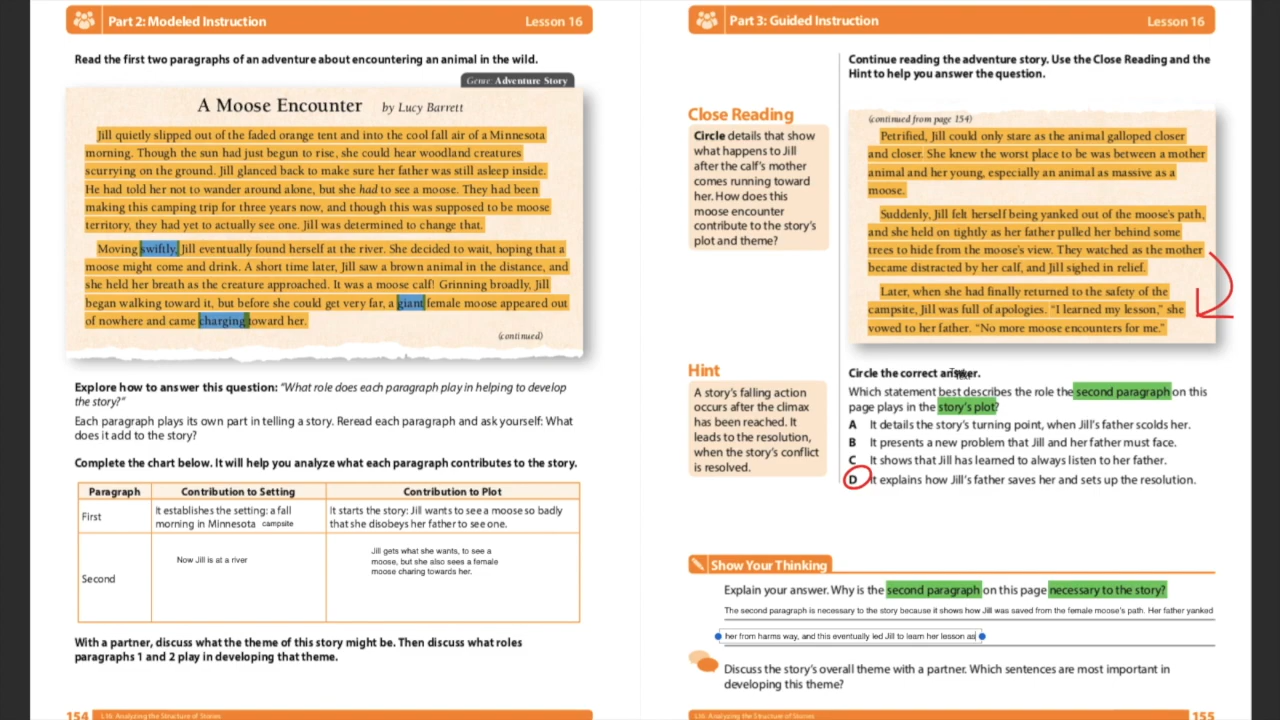 Part 2: Modeled Instruction
Lesson 16
Read the first two paragraphs of an adventure about encountering an animal in the wild.
Genre: Adventure Story
A Moose Encounter by Lucy Barrett
Jill quietly slipped out of the faded orange tent and into the cool fall air of a Minnesota
morning. Though the sun had just begun to rise, she could hear woodland creatures
scurrying on the ground. Jill glanced back to make sure her father was still asleep inside.
He had told her not to wander around alone, but she had to see a moose. They had been
making this camping trip for three years now, and though this was supposed to be moose
territory, they had yet to actually see one. Jill was determined to change that.
Moving swiftly, Jill eventually found herself at the river. She decided to wait, hoping that a
moose might come and drink. A short time later, Jill saw a brown animal in the distance, and
she held her breath as the creature approached. It was a moose calf! Grinning broadly, Jill
began walking toward it, but before she could get very far, a giant female moose appeared out
of nowhere and came charging toward her.
(continued)
Explore how to answer this question: "What role does each paragraph play in helping to develop
the story?"
Each paragraph plays its own part in telling a story. Reread each paragraph and ask yourself: What
does it add to the story?
Complete the chart below. It will help you analyze what each paragraph contributes to the story.
Paragraph Contribution to Setting Contribution to Plot
First
It establishes the setting: a fall
morning in Minnesota campsite
It starts the story: Jill wants to see a moose so badly
that she disobeys her father to see one.
Second
Now Jill is at a river
Jill gets what she wants, to see a
moose, but she also sees a female
moose charing towards her.
With a partner, discuss what the theme of this story might be. Then discuss what roles
paragraphs 1 and 2 play in developing that theme.
154 L16: Analyzing the Structure of Stories
Part 3: Guided Instruction
Lesson 16
Continue reading the adventure story. Use the Close Reading and the
Hint to help you answer the question.
Close Reading
Circle details that show
what happens to Jill
after the calf's mother
comes running toward
her. How does this
moose encounter
contribute to the story's
plot and theme?
(continued from page 154)
Petrified, Jill could only stare as the animal galloped closer
and closer. She knew the worst place to be was between a mother
animal and her young, especially an animal as massive as a
moose.
Suddenly, Jill felt herself being yanked out of the moose's path,
and she held on tightly as her father pulled her behind some
trees to hide from the moose's view. They watched as the mother
became distracted by her calf, and Jill sighed in relief.
Later, when she had finally returned to the safety of the
campsite, Jill was full of apologies. "I learned my lesson," she
vowed to her father. "No more moose encounters for me."
Hint
A story's falling action
occurs after the climax
has been reached. It
leads to the resolution,
when the story's conflict
is resolved.
Circle the correct answer.
Which statement best describes the role the second paragraph on this
page plays in the story's plot?
A It details the story's turning point, when Jill's father scolds her.
B It presents a new problem that Jill and her father must face.
C It shows that Jill has learned to always listen to her father.
D It explains how Jill's father saves her and sets up the resolution.
Show Your Thinking
Explain your answer. Why is the second paragraph on this page necessary to the story?
The second paragraph is necessary to the story because it shows how Jill was saved from the female moose's path. Her father yanked
her from harms way, and this eventually led Jill to learn her lesson as
Discuss the story's overall theme with a partner. Which sentences are most important in
developing this theme?
L16: Analyzing the Structure of Stories 155